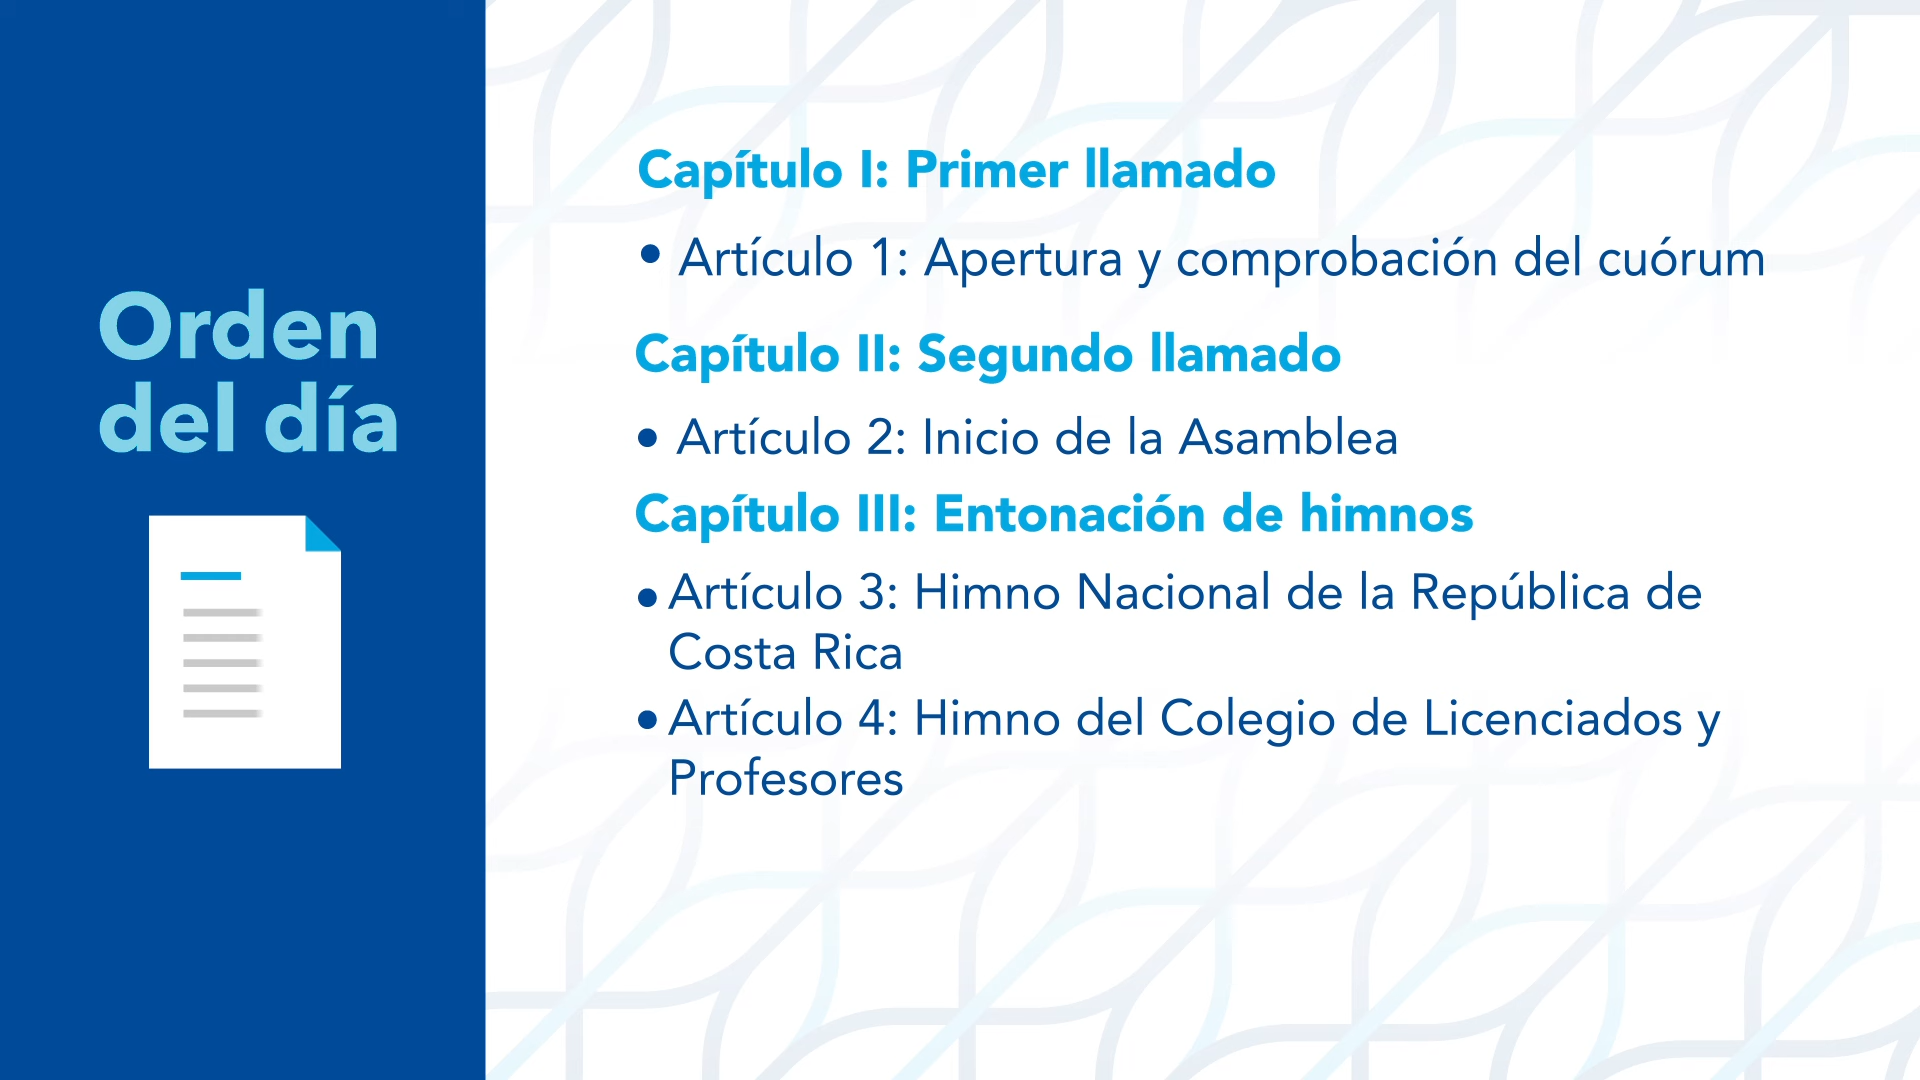 Orden
del día
Capítulo I: Primer llamado
• Artículo 1: Apertura y comprobación del cuórum
Capítulo II: Segundo llamado
• Artículo 2: Inicio de la Asamblea
Capítulo III: Entonación de himnos
• Artículo 3: Himno Nacional de la República de
Costa Rica
• Artículo 4: Himno del Colegio de Licenciados y
Profesores